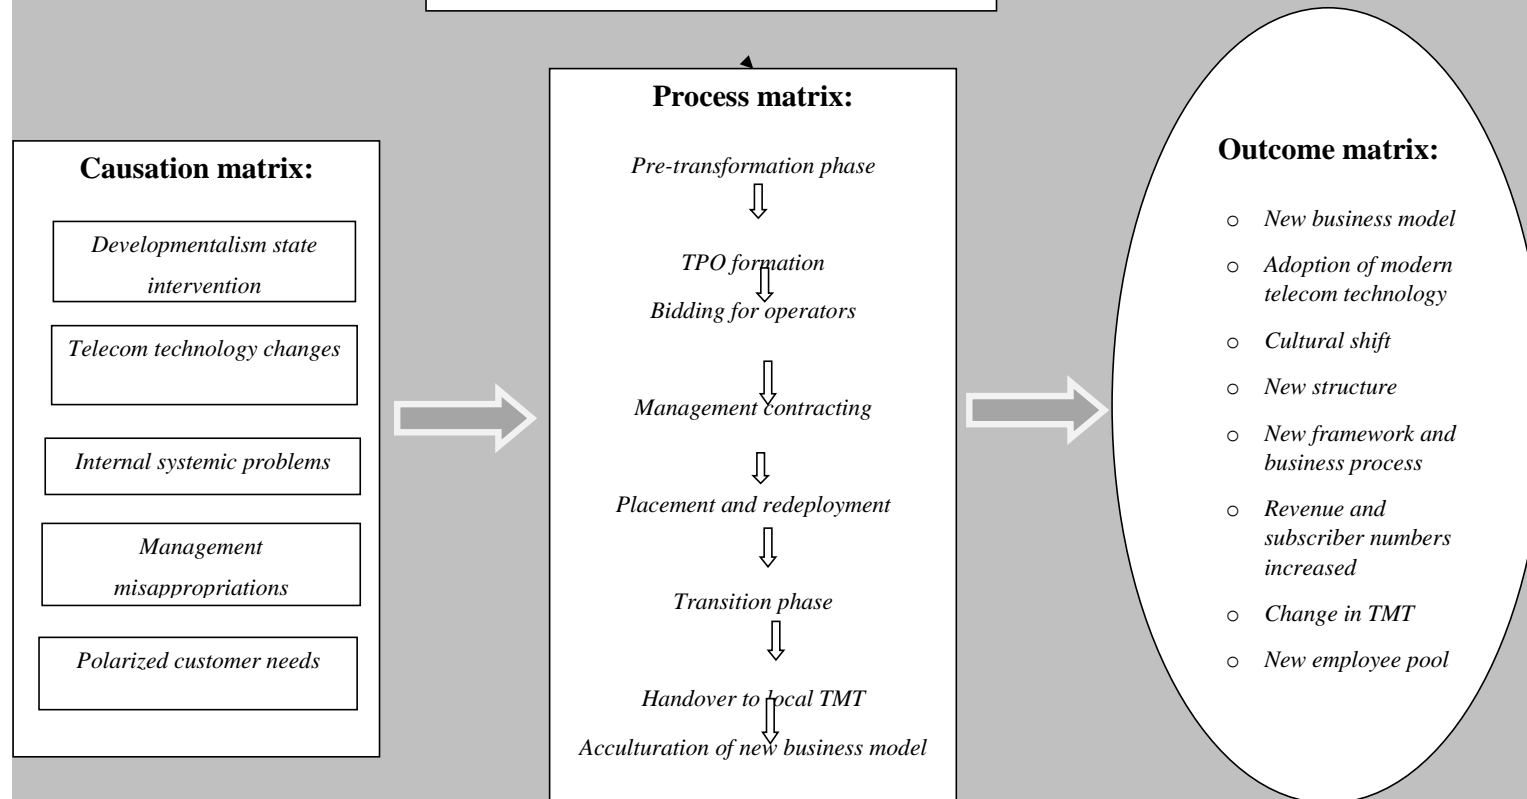 Causation matrix:
Developmentalism state
intervention
Telecom technology changes
Internal systemic problems
Management
misappropriations
Polarized customer needs
Process matrix:
Pre-transformation phase
TPO formation
Bidding for operators
Management contracting
Placement and redeployment
Transition phase
Handover to local TMT
Acculturation of new business model
Outcome matrix:
o New business model
o Adoption of modern
telecom technology
o Cultural shift
o New structure
o New framework and
business process
o Revenue and
subscriber numbers
increased
o Change in TMT
o New employee pool